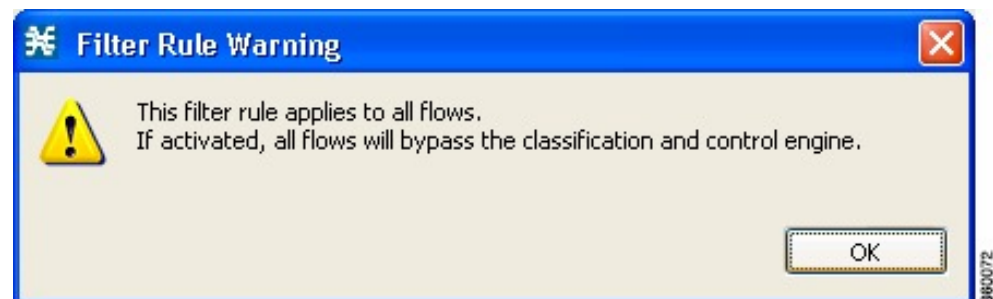 Filter Rule Warning
This filter rule applies to all flows.
If activated, all flows will bypass the classification and control engine.
OK
360072